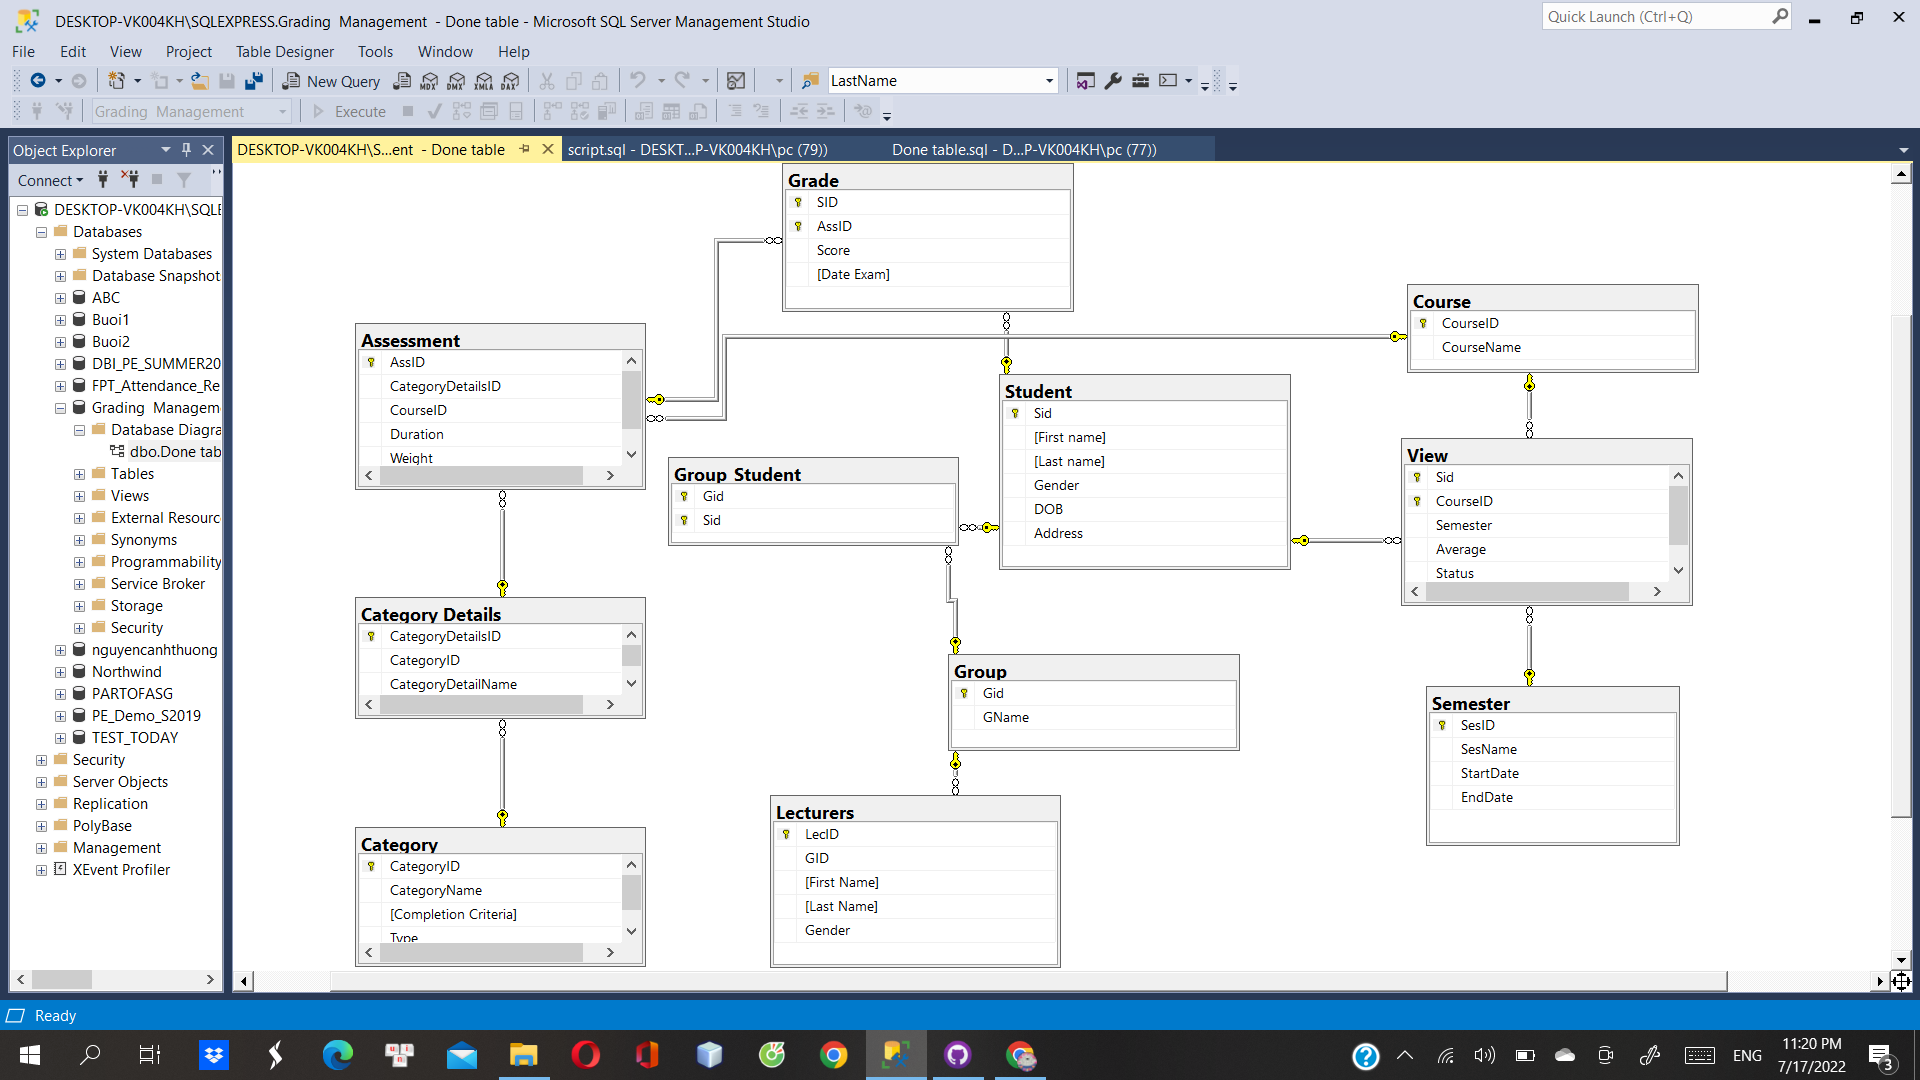 DESKTOP-VK004KH\SQLEXPRESS.Grading  Management  - Done table - Microsoft SQL Server Management Studio
Quick Launch (Ctrl+Q)
File Edit View Project Table Designer Tools Window Help
New Query
MDX DMX XMLA DAX
LastName
Grading  Management
Execute
Object Explorer
DESKTOP-VK004KH\S...ent  - Done table
script.sql - DESKT...P-VK004KH\pc (79))
Done table.sql - D...P-VK004KH\pc (77))
Connect
DESKTOP-VK004KH\SQLE
Databases
System Databases
Database Snapshot
ABC
Buoi1
Buoi2
DBI_PE_SUMMER20
FPT_Attendance_Re
Grading  Managem
Database Diagra
dbo.Done tab
Tables
Views
External Resourc
Synonyms
Programmability
Service Broker
Storage
Security
nguyencanhthuong
Northwind
PARTOFASG
PE_Demo_S2019
TEST_TODAY
Security
Server Objects
Replication
PolyBase
Management
XEvent Profiler
Grade
SID
AssID
Score
[Date Exam]
Course
CourseID
CourseName
Assessment
AssID
CategoryDetailsID
CourseID
Duration
Weight
Student
Sid
[First name]
[Last name]
Gender
DOB
Address
Group_Student
Gid
Sid
View
Sid
CourseID
Semester
Average
Status
Category Details
CategoryDetailsID
CategoryID
CategoryDetailName
Group
Gid
GName
Semester
SesID
SesName
StartDate
EndDate
Lecturers
LecID
GID
[First Name]
[Last Name]
Gender
Category
CategoryID
CategoryName
[Completion Criteria]
Type
Ready
ENG
11:20 PM
7/17/2022
3